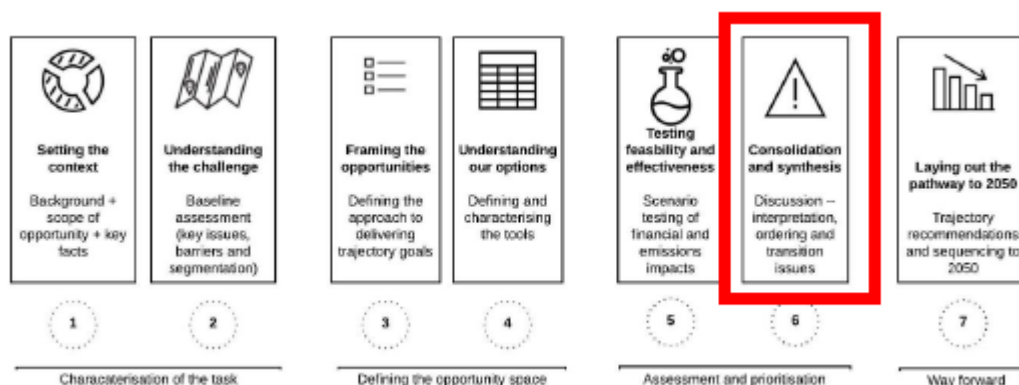 Setting the
context
Background +
scope of
opportunity + key
facts
Understanding
the challenge
Baseline
assessment
(key issues,
barriers and
segmentation)
Framing the
opportunities
Defining the
approach to
delivering
trajectory goals
Understanding
our options
Defining and
characterising
the tools
Testing
feasibility and
effectiveness
Scenario
testing of
financial and
emissions
impacts
Consolidation
and synthesis
Discussion –
interpretation,
ordering and
transition
issues
Laying out the
pathway to 2050
Trajectory
recommendations
and sequencing to
2050
1
2
3
4
5
6
7
Characaterisation of the task
Defining the opportunity space
Assessment and prioritisation
Way forward